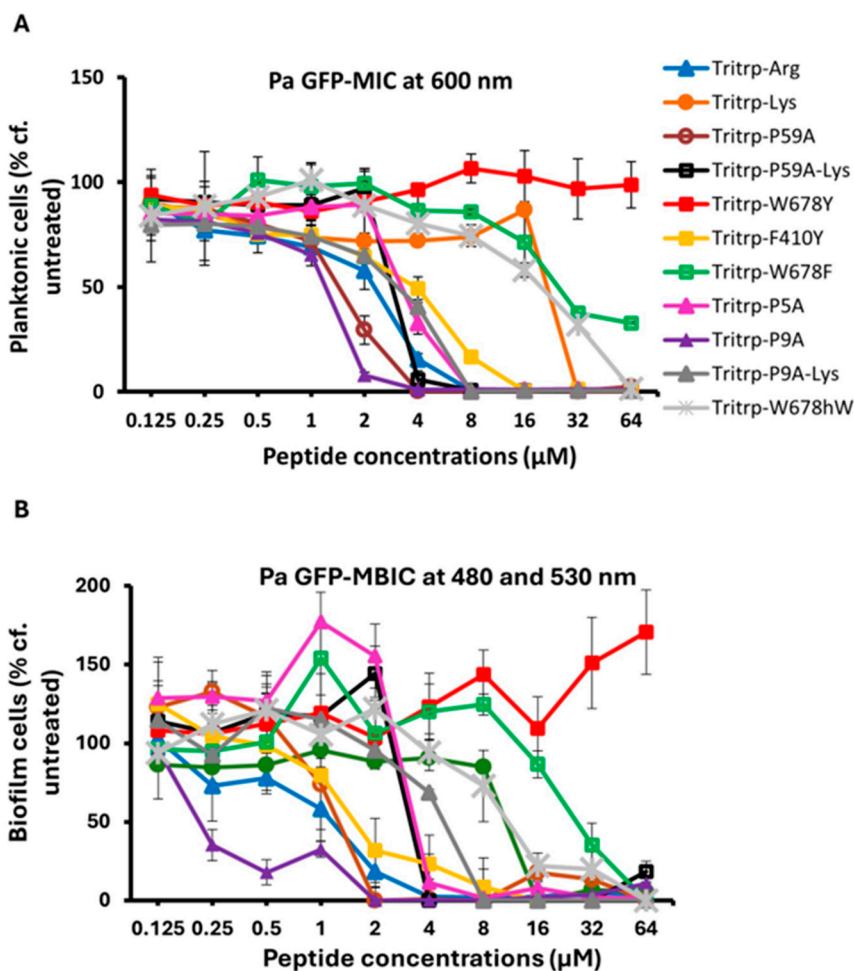 A
Pa GFP-MIC at 600 nm
Planktonic cells (% cf.
untreated)
150
100
50
0
0.125 0.25 0.5 1 2 4 8 16 32 64
Peptide concentrations (µM)
Tritrp-Arg
Tritrp-Lys
Tritrp-P59A
Tritrp-P59A-Lys
Tritrp-W678Y
Tritrp-F410Y
Tritrp-W678F
Tritrp-P5A
Tritrp-P9A
Tritrp-P9A-Lys
Tritrp-W678hW
B
Pa GFP-MBIC at 480 and 530 nm
Biofilm cells (% cf.
untreated)
200
150
100
50
0
0.125 0.25 0.5 1 2 4 8 16 32 64
Peptide concentrations (µM)